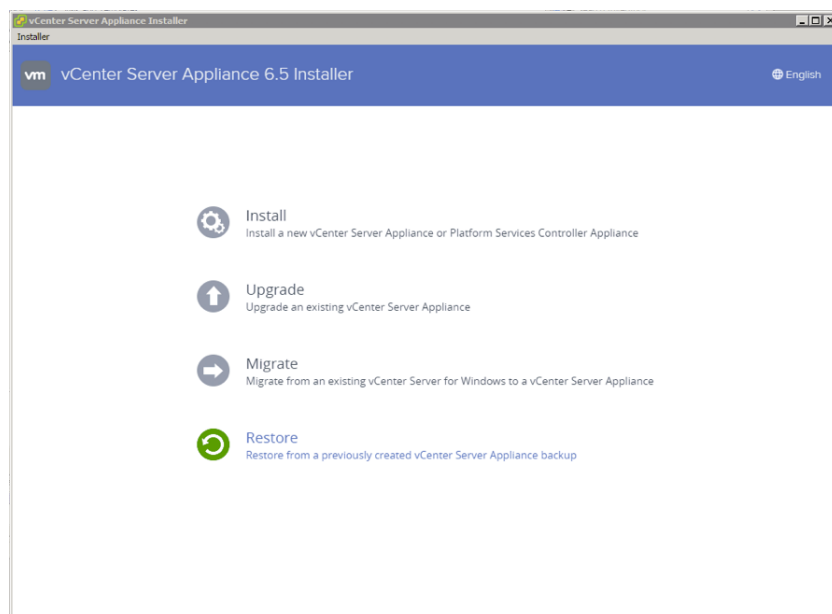 vCenter Server Appliance Installer
Installer
vm vCenter Server Appliance 6.5 Installer English
Install
Install a new vCenter Server Appliance or Platform Services Controller Appliance
Upgrade
Upgrade an existing vCenter Server Appliance
Migrate
Migrate from an existing vCenter Server for Windows to a vCenter Server Appliance
Restore
Restore from a previously created vCenter Server Appliance backup